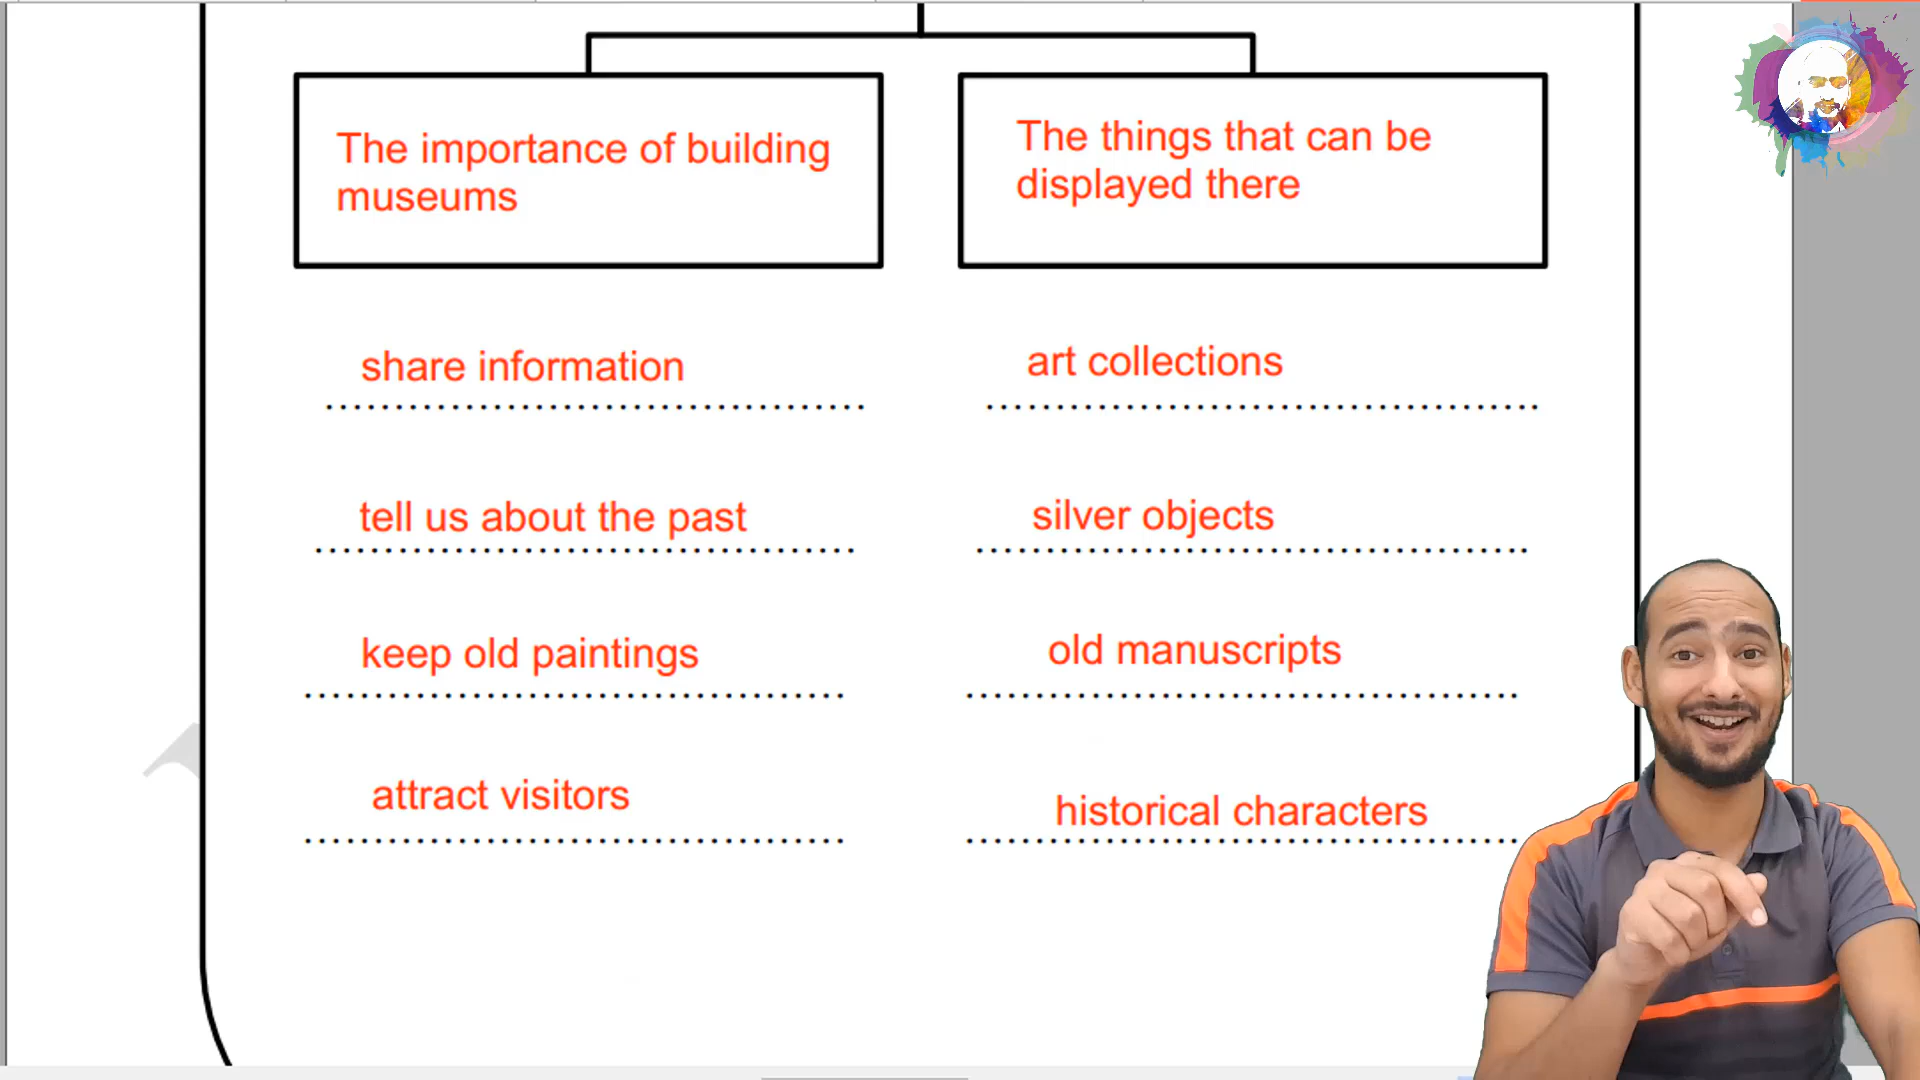 The importance of building
museums
The things that can be
displayed there
share information
art collections
tell us about the past
silver objects
keep old paintings
old manuscripts
attract visitors
historical characters